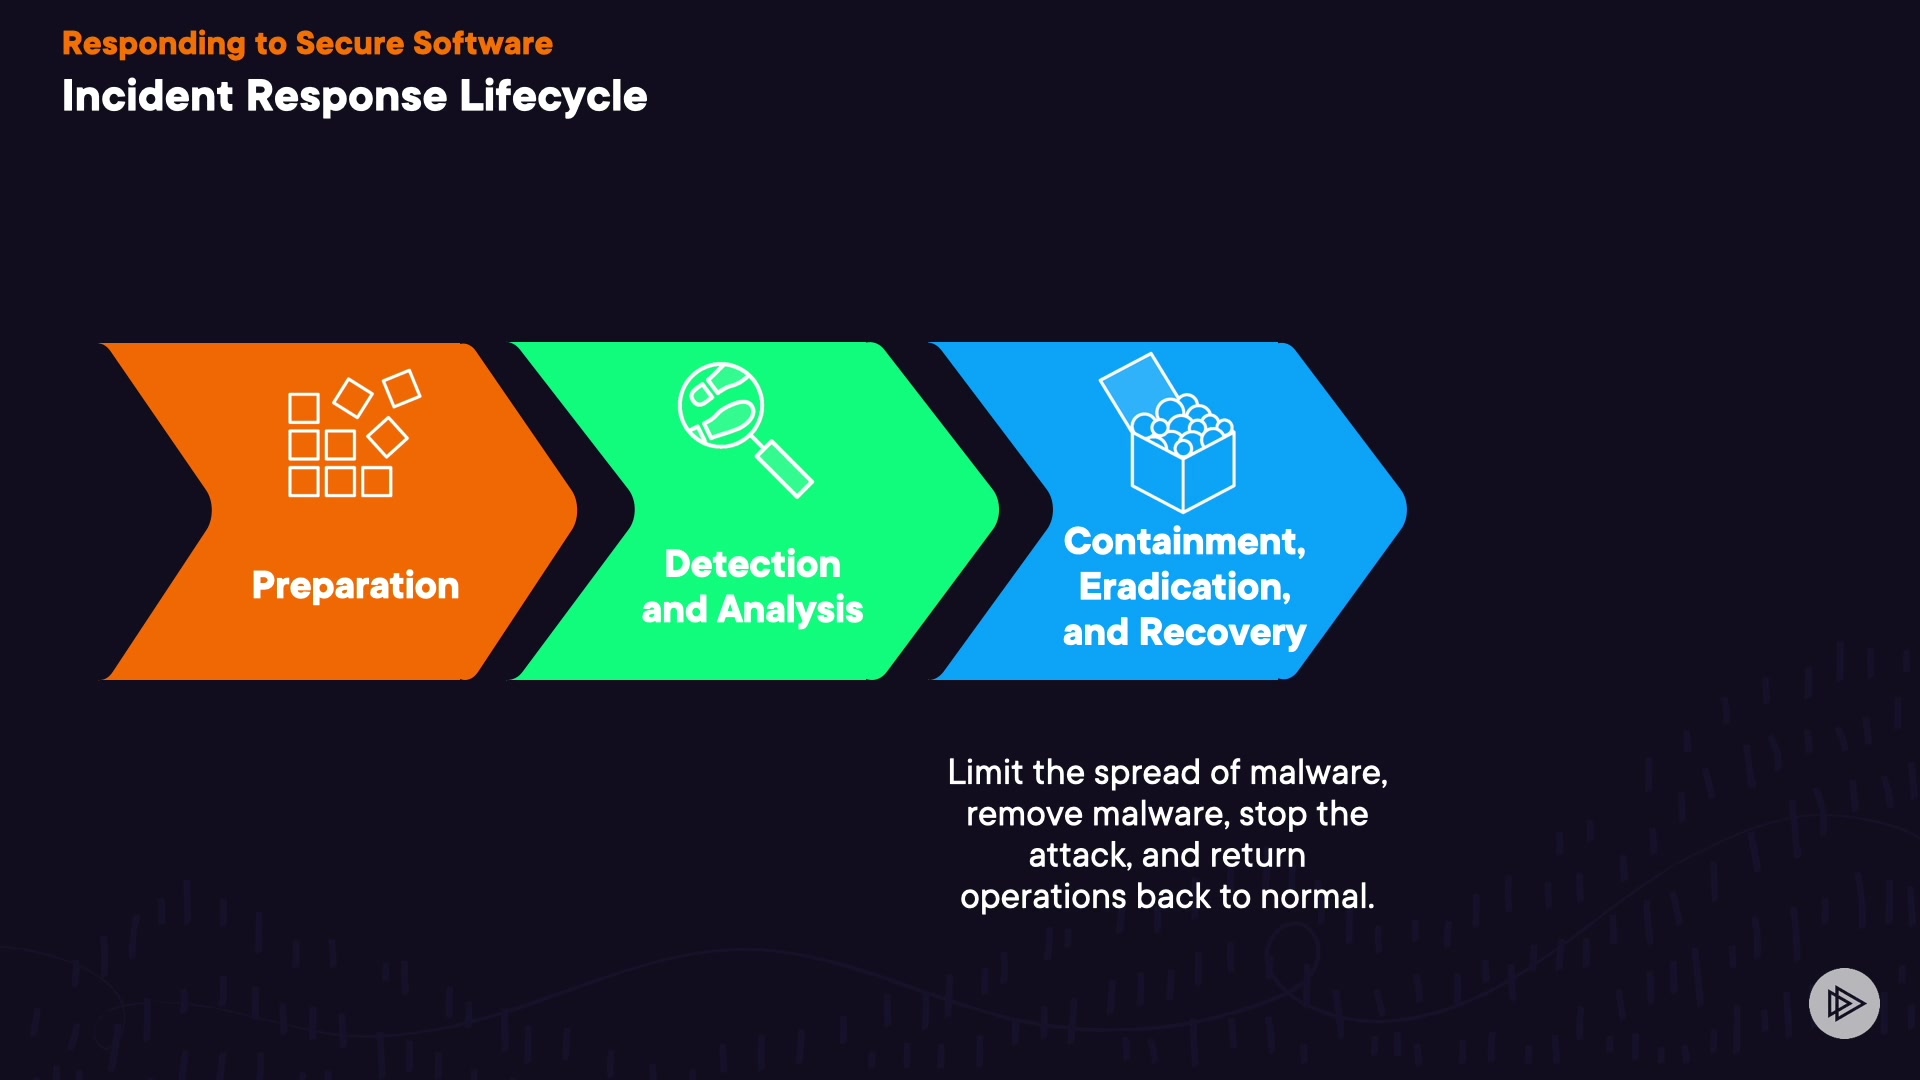 Responding to Secure Software
Incident Response Lifecycle
Preparation
Detection
and Analysis
Containment,
Eradication,
and Recovery
Limit the spread of malware,
remove malware, stop the
attack, and return
operations back to normal.